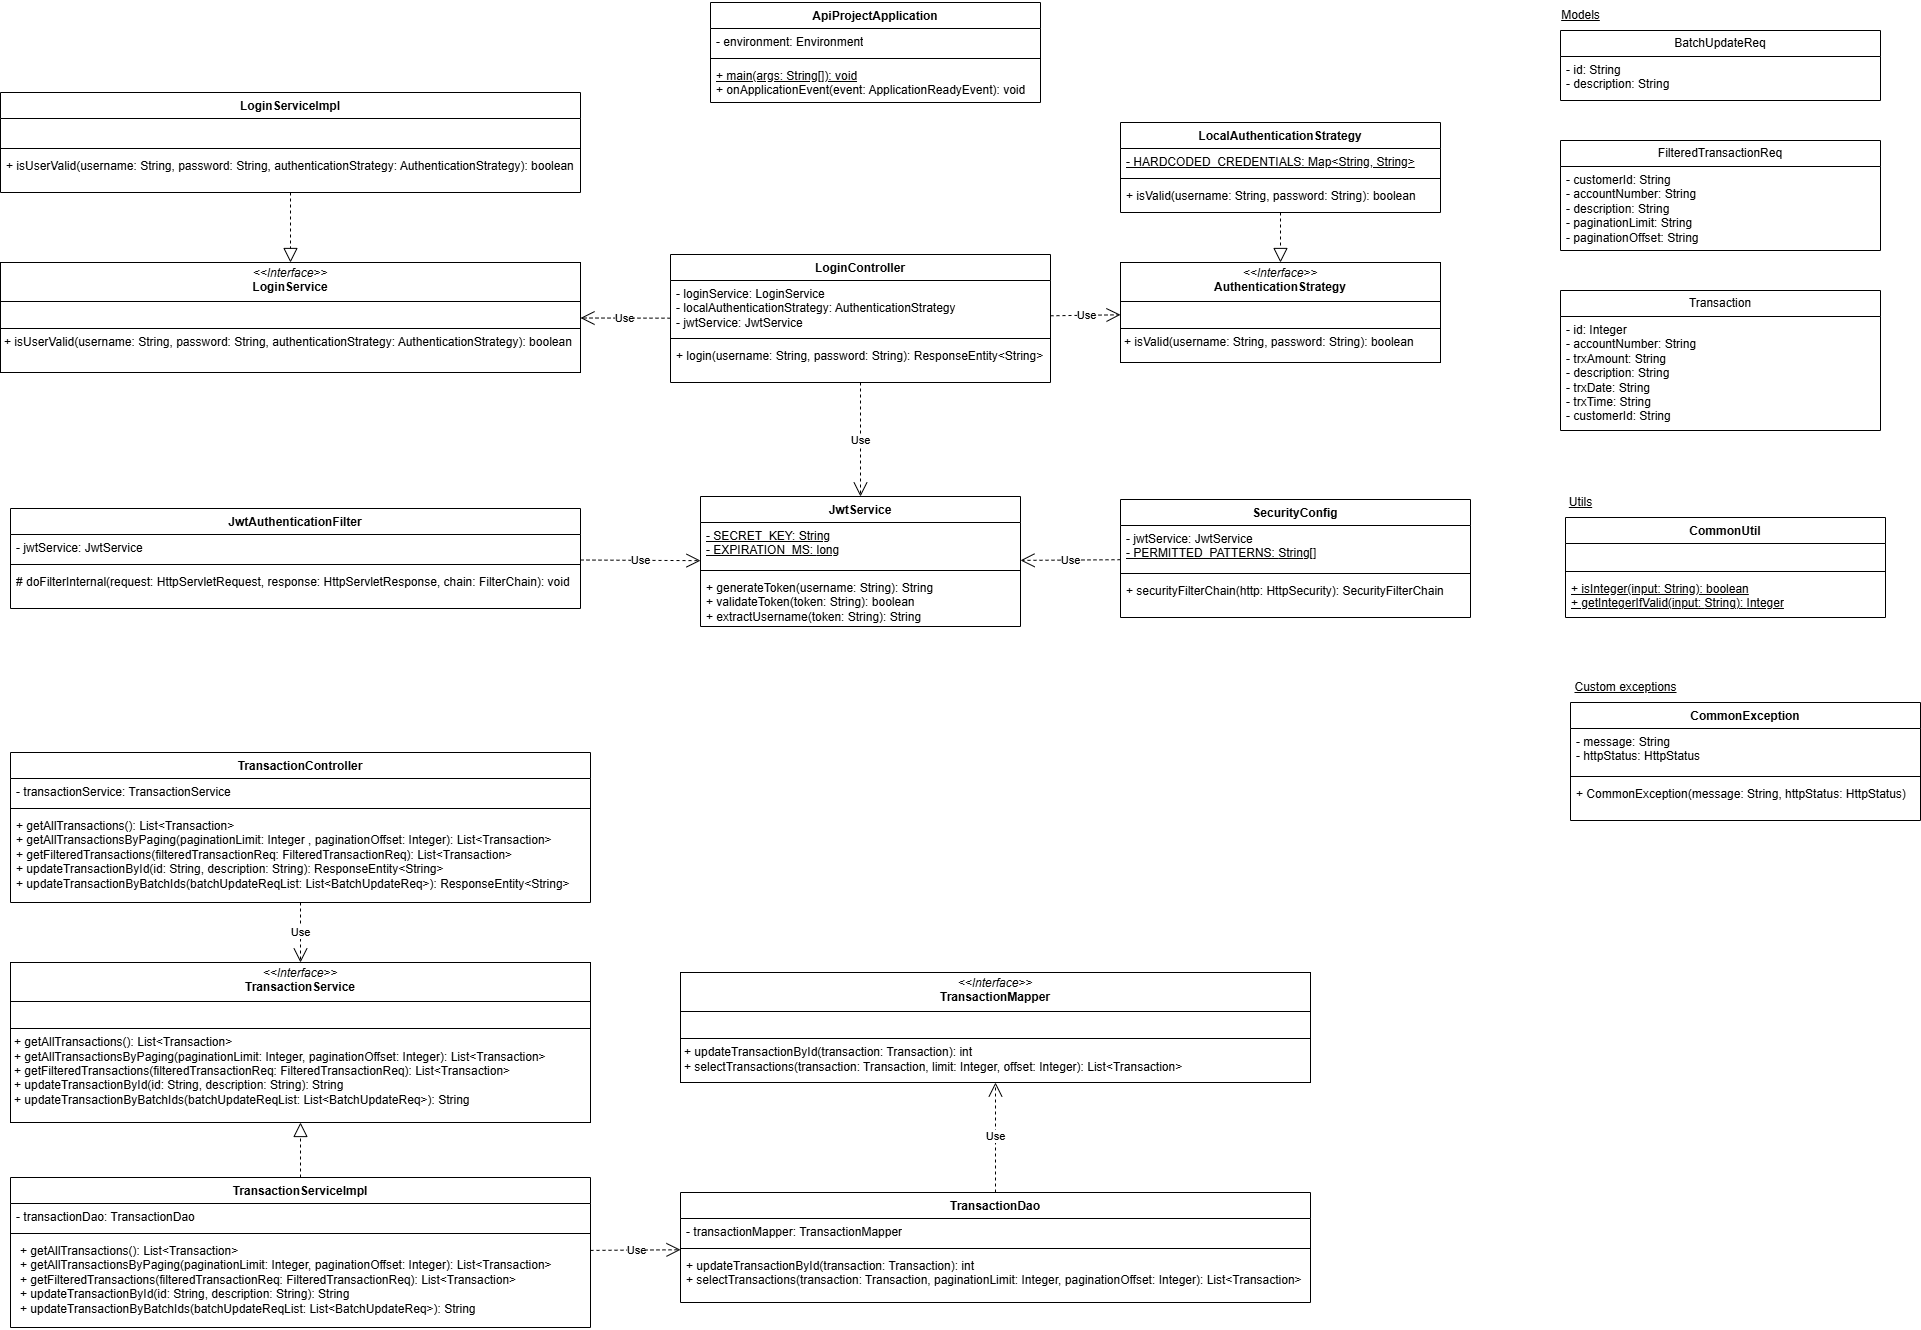 ApiProjectApplication
- environment: Environment
+ main(args: String[]): void
+ onApplicationEvent(event: ApplicationReadyEvent): void
LoginServiceImpl
+ isUserValid(username: String, password: String, authenticationStrategy: AuthenticationStrategy): boolean
<<Interface>>
LoginService
+ isUserValid(username: String, password: String, authenticationStrategy: AuthenticationStrategy): boolean
Use
LoginController
- loginService: LoginService
- localAuthenticationStrategy: AuthenticationStrategy
- jwtService: JwtService
+ login(username: String, password: String): ResponseEntity<String>
Use
LocalAuthenticationStrategy
- HARDCODED_CREDENTIALS: Map<String, String>
+ isValid(username: String, password: String): boolean
<<Interface>>
AuthenticationStrategy
+ isValid(username: String, password: String): boolean
Use
JwtAuthenticationFilter
- jwtService: JwtService
# doFilterInternal(request: HttpServletRequest, response: HttpServletResponse, chain: FilterChain): void
Use
JwtService
- SECRET_KEY: String
- EXPIRATION_MS: long
+ generateToken(username: String): String
+ validateToken(token: String): boolean
+ extractUsername(token: String): String
Use
SecurityConfig
- jwtService: JwtService
- PERMITTED_PATTERNS: String[]
+ securityFilterChain(http: HttpSecurity): SecurityFilterChain
TransactionController
- transactionService: TransactionService
+ getAllTransactions(): List<Transaction>
+ getAllTransactionsByPaging(paginationLimit: Integer , paginationOffset: Integer): List<Transaction>
+ getFilteredTransactions(filteredTransactionReq: FilteredTransactionReq): List<Transaction>
+ updateTransactionById(id: String, description: String): ResponseEntity<String>
+ updateTransactionByBatchIds(batchUpdateReqList: List<BatchUpdateReq>): ResponseEntity<String>
Use
<<Interface>>
TransactionService
+ getAllTransactions(): List<Transaction>
+ getAllTransactionsByPaging(paginationLimit: Integer, paginationOffset: Integer): List<Transaction>
+ getFilteredTransactions(filteredTransactionReq: FilteredTransactionReq): List<Transaction>
+ updateTransactionById(id: String, description: String): String
+ updateTransactionByBatchIds(batchUpdateReqList: List<BatchUpdateReq>): String
TransactionServiceImpl
- transactionDao: TransactionDao
+ getAllTransactions(): List<Transaction>
+ getAllTransactionsByPaging(paginationLimit: Integer, paginationOffset: Integer): List<Transaction>
+ getFilteredTransactions(filteredTransactionReq: FilteredTransactionReq): List<Transaction>
+ updateTransactionById(id: String, description: String): String
+ updateTransactionByBatchIds(batchUpdateReqList: List<BatchUpdateReq>): String
Use
<<Interface>>
TransactionMapper
+ updateTransactionById(transaction: Transaction): int
+ selectTransactions(transaction: Transaction, limit: Integer, offset: Integer): List<Transaction>
Use
TransactionDao
- transactionMapper: TransactionMapper
+ updateTransactionById(transaction: Transaction): int
+ selectTransactions(transaction: Transaction, paginationLimit: Integer, paginationOffset: Integer): List<Transaction>
Models
BatchUpdateReq
- id: String
- description: String
FilteredTransactionReq
- customerId: String
- accountNumber: String
- description: String
- paginationLimit: String
- paginationOffset: String
Transaction
- id: Integer
- accountNumber: String
- trxAmount: String
- description: String
- trxDate: String
- trxTime: String
- customerId: String
Utils
CommonUtil
+ isInteger(input: String): boolean
+ getIntegerIfValid(input: String): Integer
Custom exceptions
CommonException
- message: String
- httpStatus: HttpStatus
+ CommonException(message: String, httpStatus: HttpStatus)